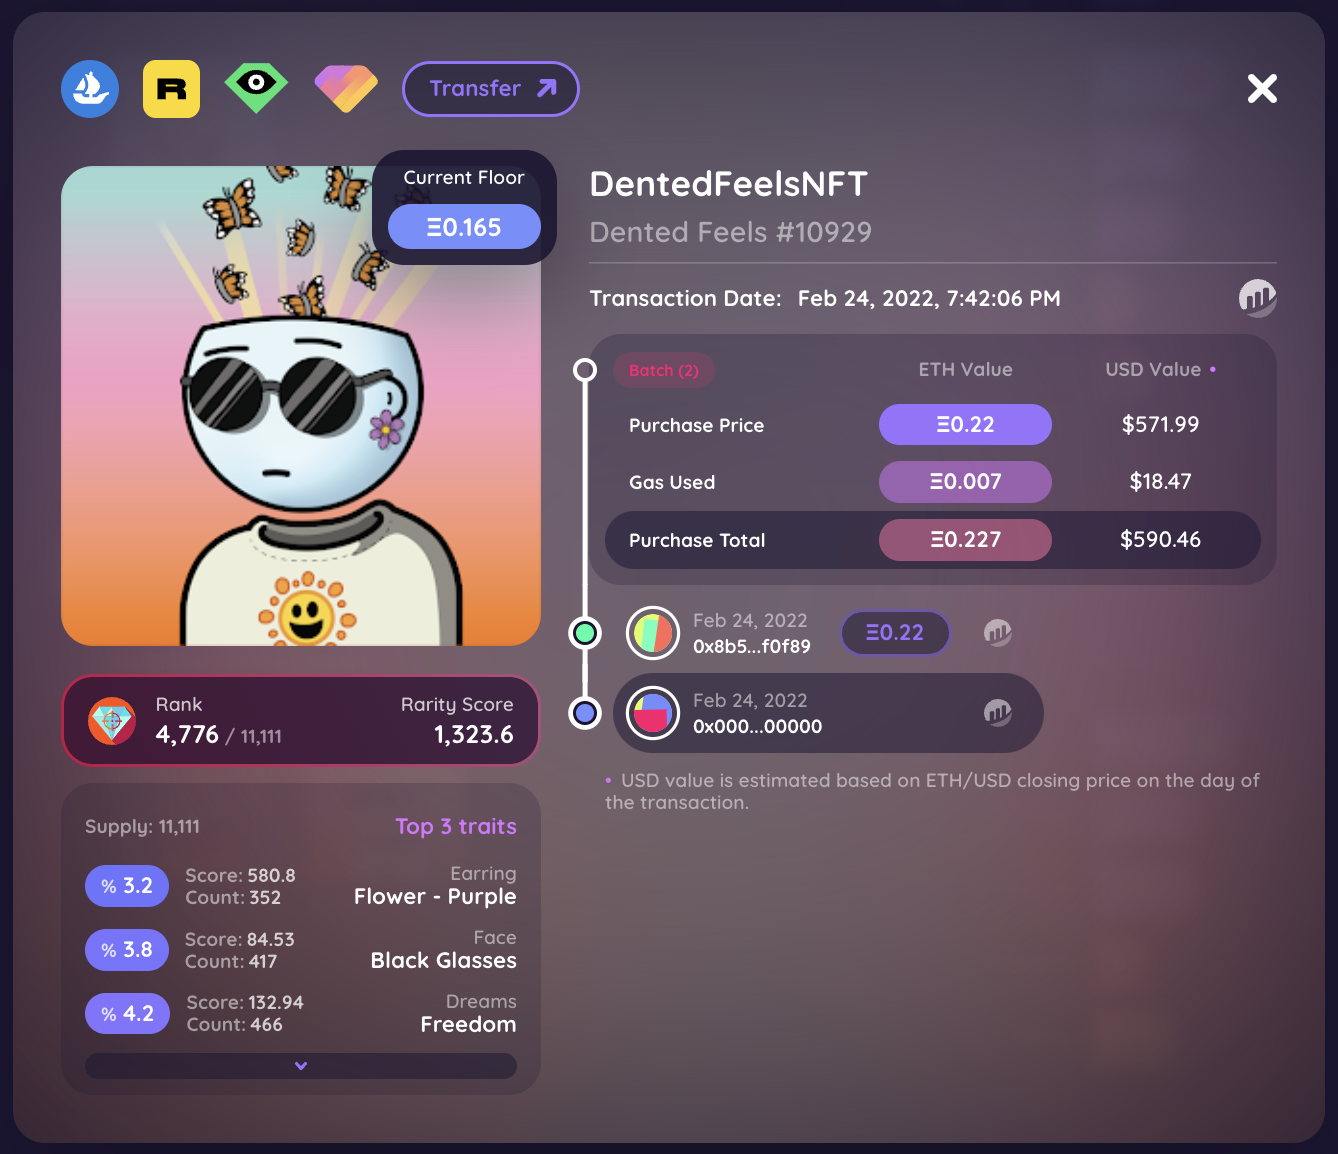 R
Transfer
Current Floor
Ξ0.165
DentedFeelsNFT
Dented Feels #10929
Transaction Date: Feb 24, 2022, 7:42:06 PM
Batch (2) ETH Value USD Value •
Purchase Price Ξ0.22 $571.99
Gas Used Ξ0.007 $18.47
Purchase Total Ξ0.227 $590.46
Feb 24, 2022
0x8b5...f0f89
Ξ0.22
Feb 24, 2022
0x000...00000
• USD value is estimated based on ETH/USD closing price on the day of
the transaction.
Rank Rarity Score
4,776 / 11,111 1,323.6
Supply: 11,111 Top 3 traits
% 3.2
Score: 580.8
Count: 352
Earring
Flower - Purple
% 3.8
Score: 84.53
Count: 417
Face
Black Glasses
% 4.2
Score: 132.94
Count: 466
Dreams
Freedom